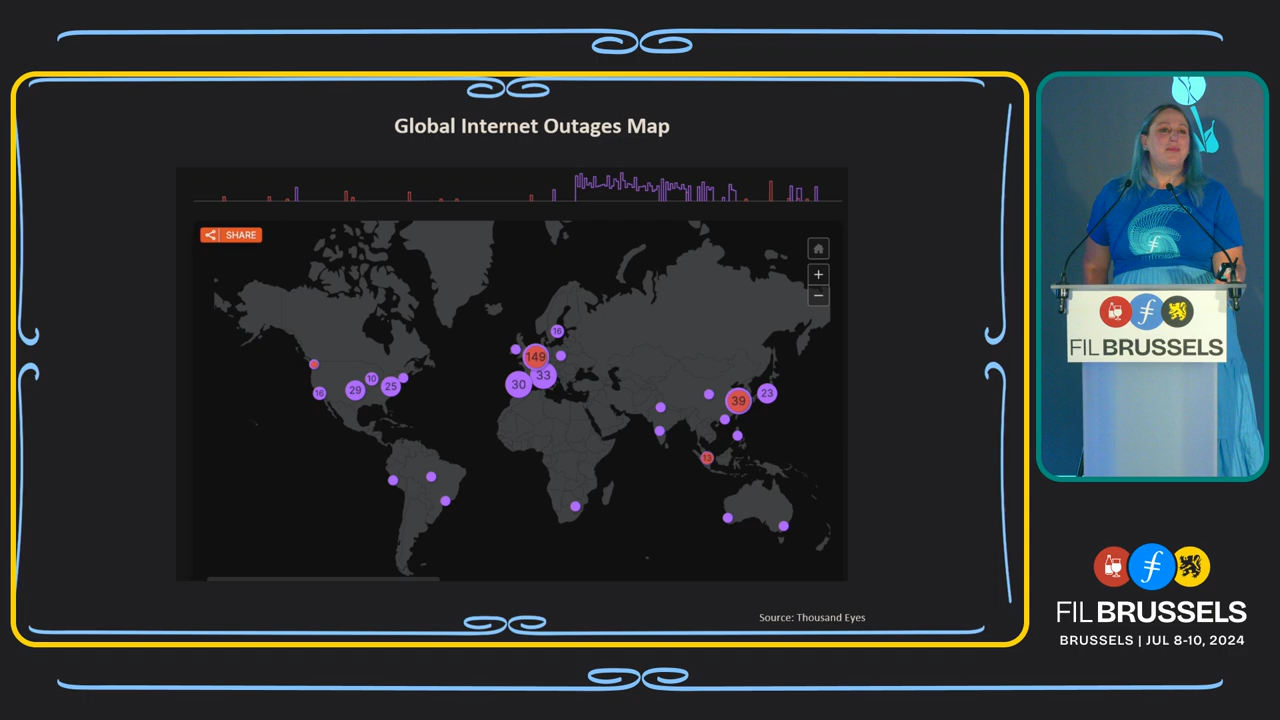 Global Internet Outages Map
SHARE
+
−
16
149
33
30
10
29
25
16
39
23
13
Source: Thousand Eyes
FIL BRUSSELS
FIL BRUSSELS
BRUSSELS | JUL 8-10, 2024